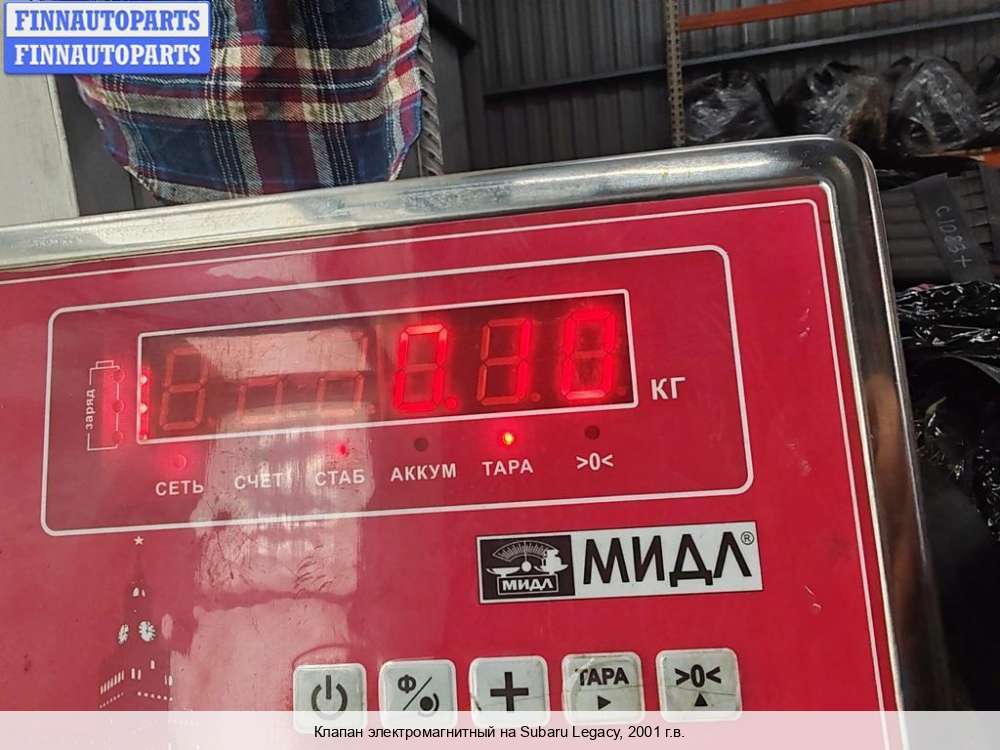 FINNAUTOPARTS
FINNAUTOPARTS
заряд
0.10
КГ
СЕТЬ СЧЕТ СТАБ АККУМ ТАРА >0<
МИДЛ МИДЛ®
Ф/ + ТАРА >0<
Клапан электромагнитный на Subaru Legacy, 2001 г.в.